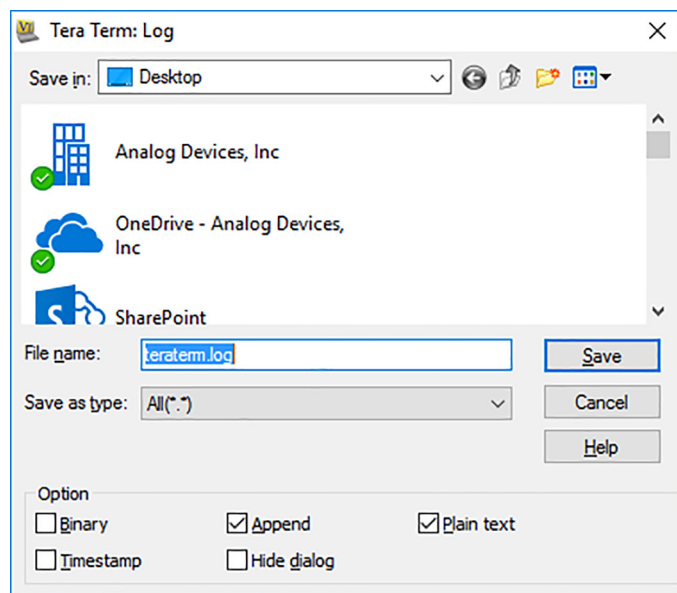 Tera Term: Log
Save in: Desktop
Analog Devices, Inc
OneDrive - Analog Devices,
Inc
SharePoint
File name: teraterm.log Save
Save as type: All(*.*) Cancel
Help
Option
Binary Append Plain text
Timestamp Hide dialog